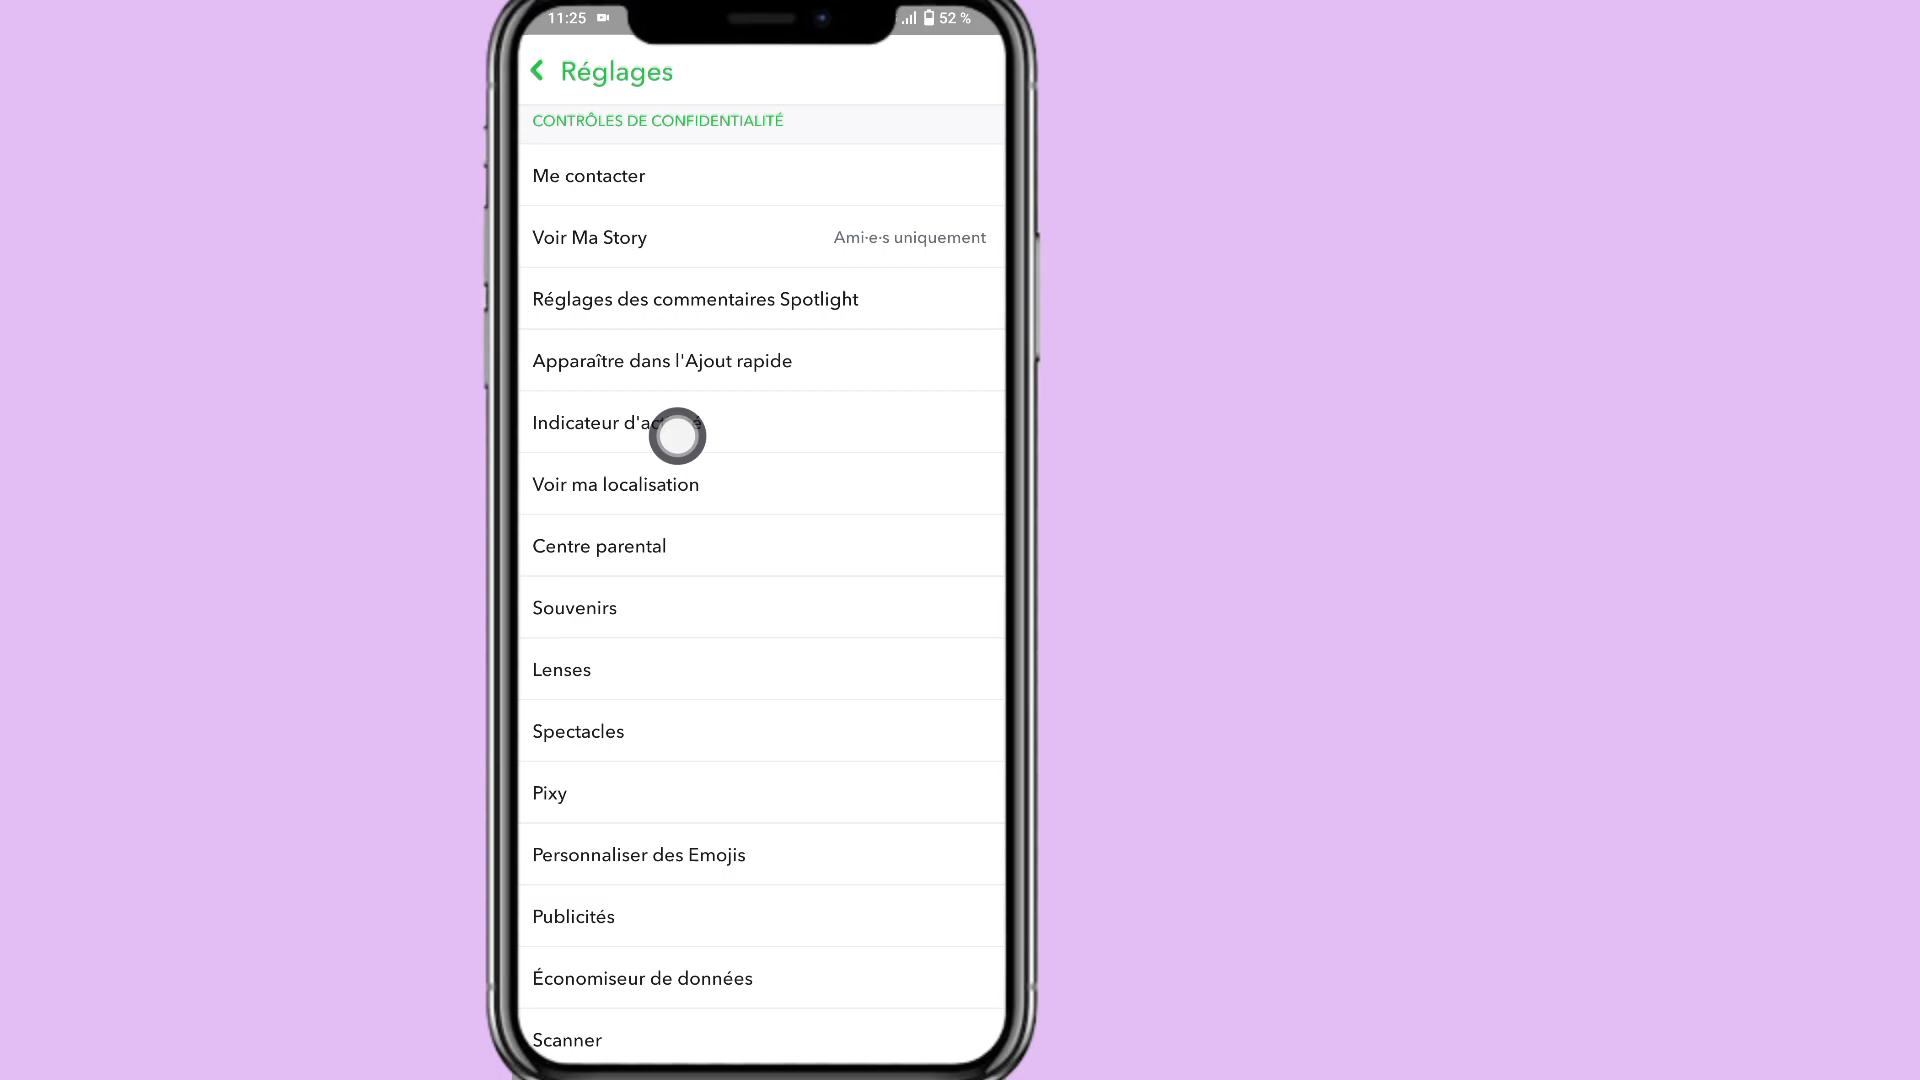 11:25 52 %
Réglages
CONTRÔLES DE CONFIDENTIALITÉ
Me contacter
Voir Ma Story Ami·e·s uniquement
Réglages des commentaires Spotlight
Apparaître dans l'Ajout rapide
Indicateur
Voir ma localisation
Centre parental
Souvenirs
Lenses
Spectacles
Pixy
Personnaliser des Emojis
Publicités
Économiseur de données
Scanner